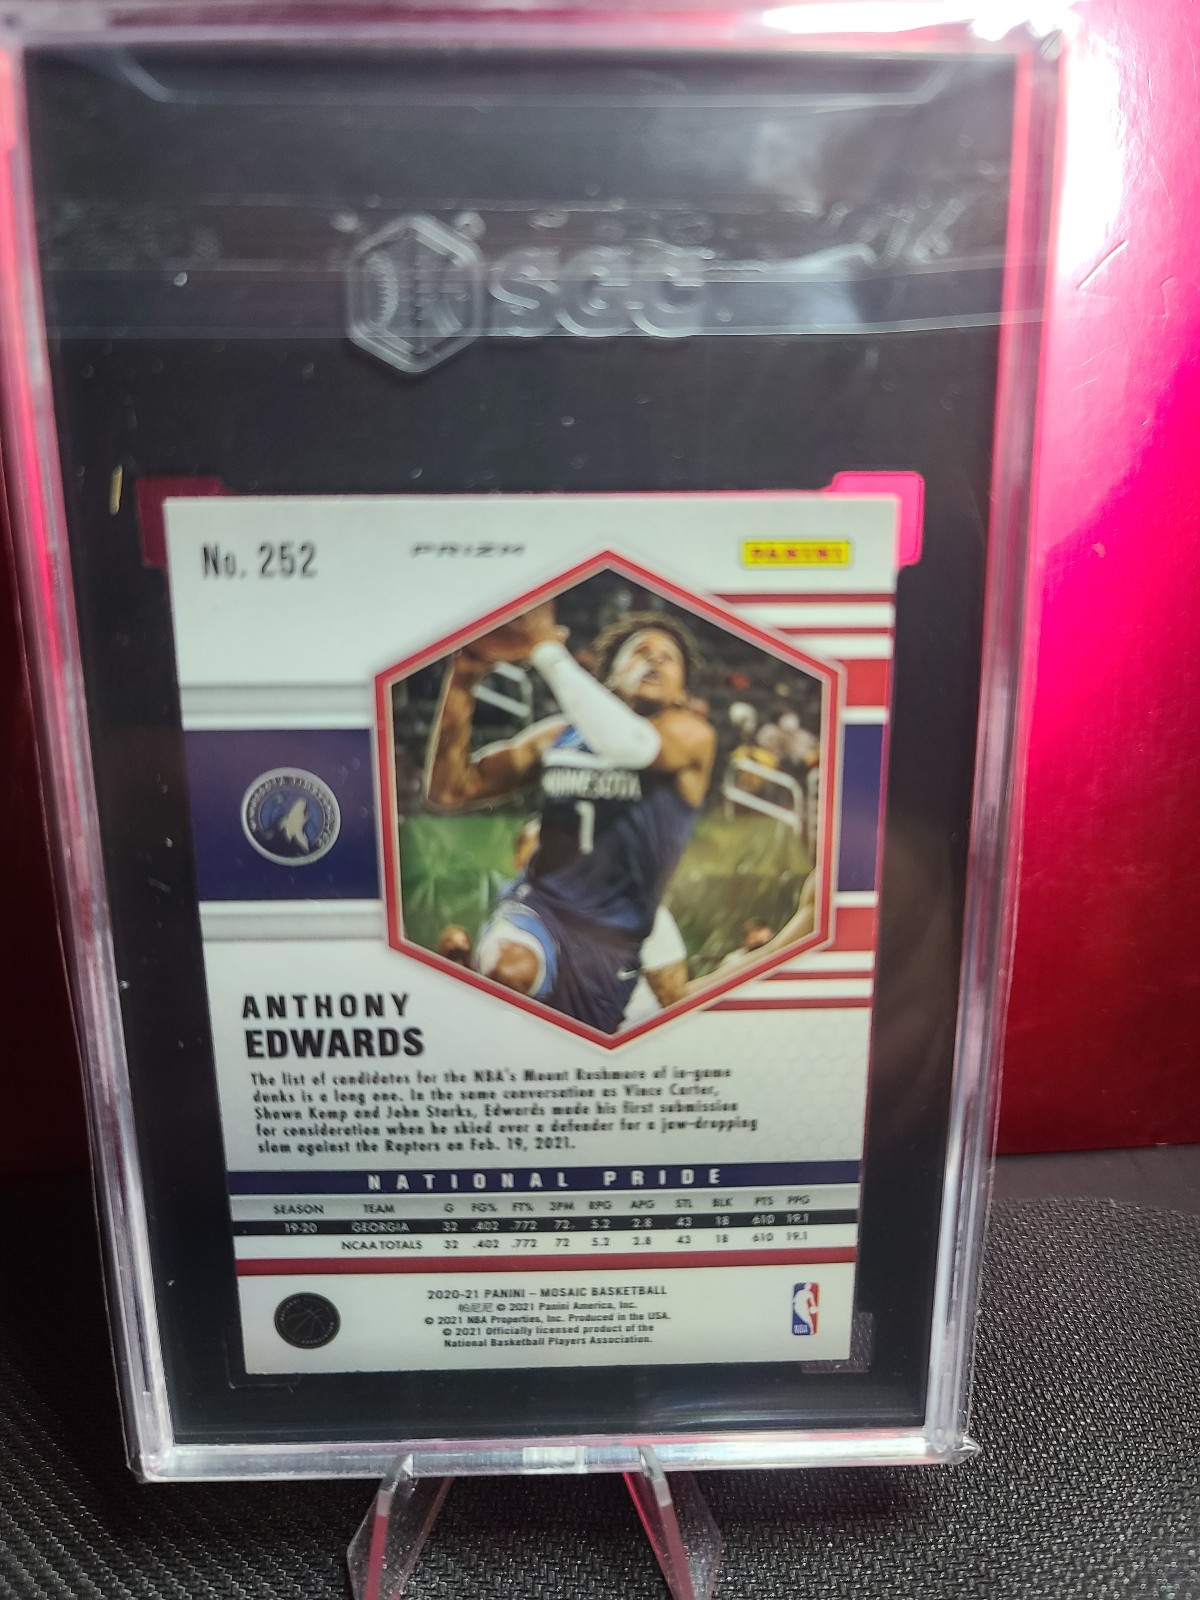 SGC
No. 252
PRIZM
PANINI
MINNESOTA
1
ANTHONY
EDWARDS
The list of candidates for the NBA's Mount Rushmore of in-game
dunks is a long one. In the same conversation as Vince Carter,
Shawn Kemp and John Starks, Edwards made his first submission
for consideration when he skied over a defender for a jaw-dropping
slam against the Raptors on Feb. 19, 2021.
NATIONAL PRIDE
SEASON TEAM G FG% FT% 3PM RPG APG STL BLK PTS PPG
19-20 GEORGIA 32 .402 .772 72 5.2 2.8 43 18 610 19.1
NCAA TOTALS 32 .402 .772 72 5.2 2.8 43 18 610 19.1
2020-21 PANINI – MOSAIC BASKETBALL
帕尼尼 © 2021 Panini America, Inc.
© 2021 NBA Properties, Inc. Produced in the USA.
© 2021 Officially licensed product of the
National Basketball Players Association.
NBA